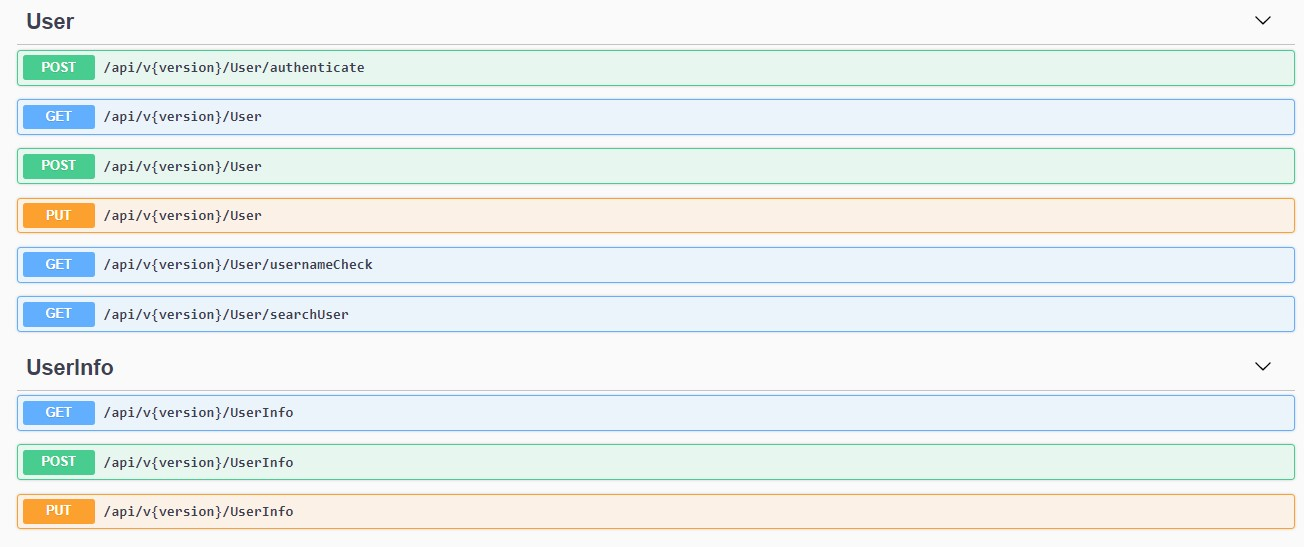 User
POST /api/v{version}/User/authenticate
GET /api/v{version}/User
POST /api/v{version}/User
PUT /api/v{version}/User
GET /api/v{version}/User/usernameCheck
GET /api/v{version}/User/searchUser
UserInfo
GET /api/v{version}/UserInfo
POST /api/v{version}/UserInfo
PUT /api/v{version}/UserInfo